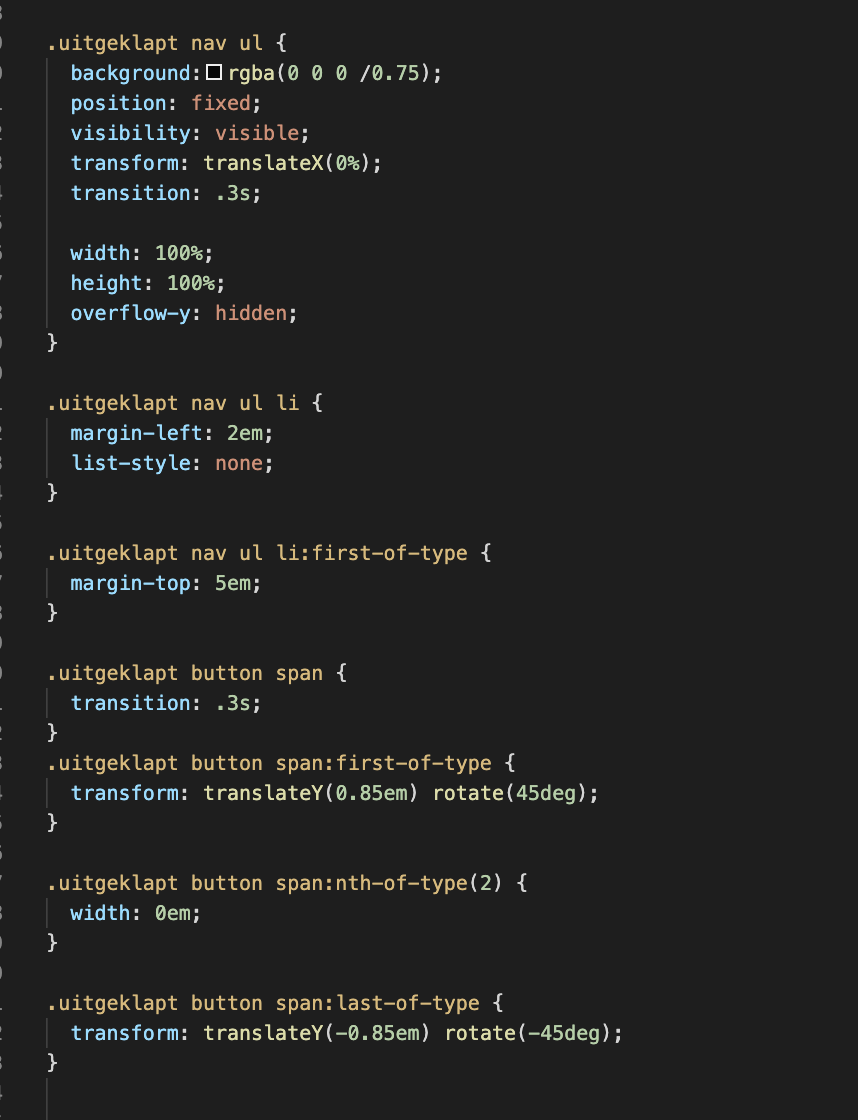 .uitgeklapt nav ul {
background: rgba(0 0 0 /0.75);
position: fixed;
visibility: visible;
transform: translateX(0%);
transition: .3s;
width: 100%;
height: 100%;
overflow-y: hidden;
}
.uitgeklapt nav ul li {
margin-left: 2em;
list-style: none;
}
.uitgeklapt nav ul li:first-of-type {
margin-top: 5em;
}
.uitgeklapt button span {
transition: .3s;
}
.uitgeklapt button span:first-of-type {
transform: translateY(0.85em) rotate(45deg);
}
.uitgeklapt button span:nth-of-type(2) {
width: 0em;
}
.uitgeklapt button span:last-of-type {
transform: translateY(-0.85em) rotate(-45deg);
}